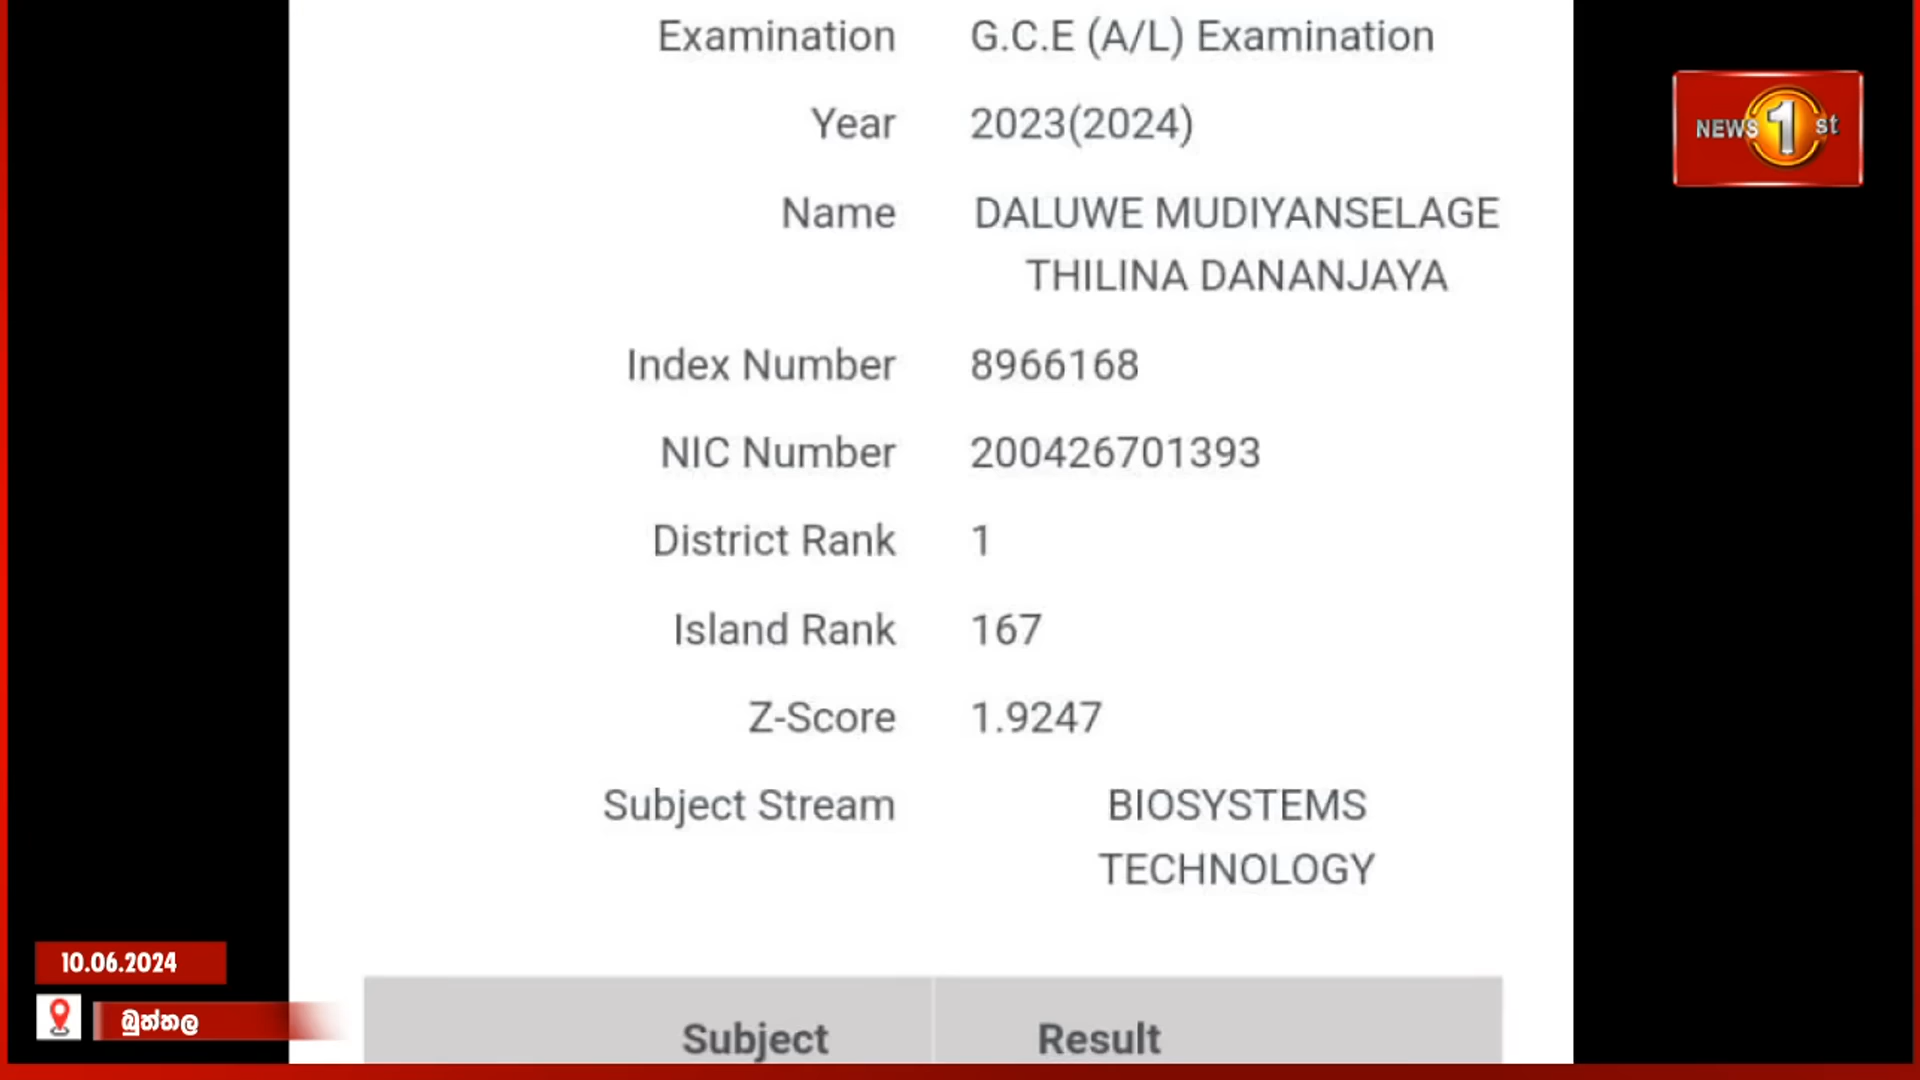 Examination G.C.E (A/L) Examination
Year 2023(2024)
NEWS 1st
Name DALUWE MUDIYANSELAGE
THILINA DANANJAYA
Index Number 8966168
NIC Number 200426701393
District Rank 1
Island Rank 167
Z-Score 1.9247
Subject Stream BIOSYSTEMS
TECHNOLOGY
10.06.2024
බුත්තල
Subject Result